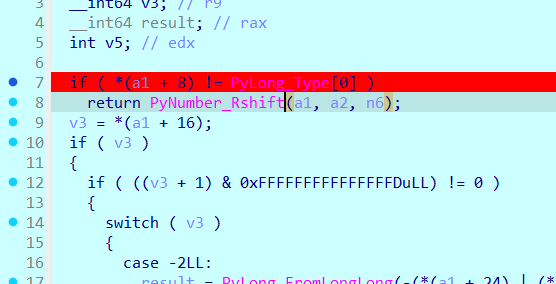 3 __int64 v3; // r9
4 __int64 result; // rax
5 int v5; // edx
6
7 if ( *(a1 + 8) != PyLong_Type[0] )
8 return PyNumber_Rshift(a1, a2, n6);
9 v3 = *(a1 + 16);
10 if ( v3 )
11 {
12 if ( ((v3 + 1) & 0xFFFFFFFFFFFFFFFDuLL) != 0 )
13 {
14 switch ( v3 )
15 {
16 case -2LL:
17 result = PyLong_FromLongLong(-(*(a1 + 24) | (*